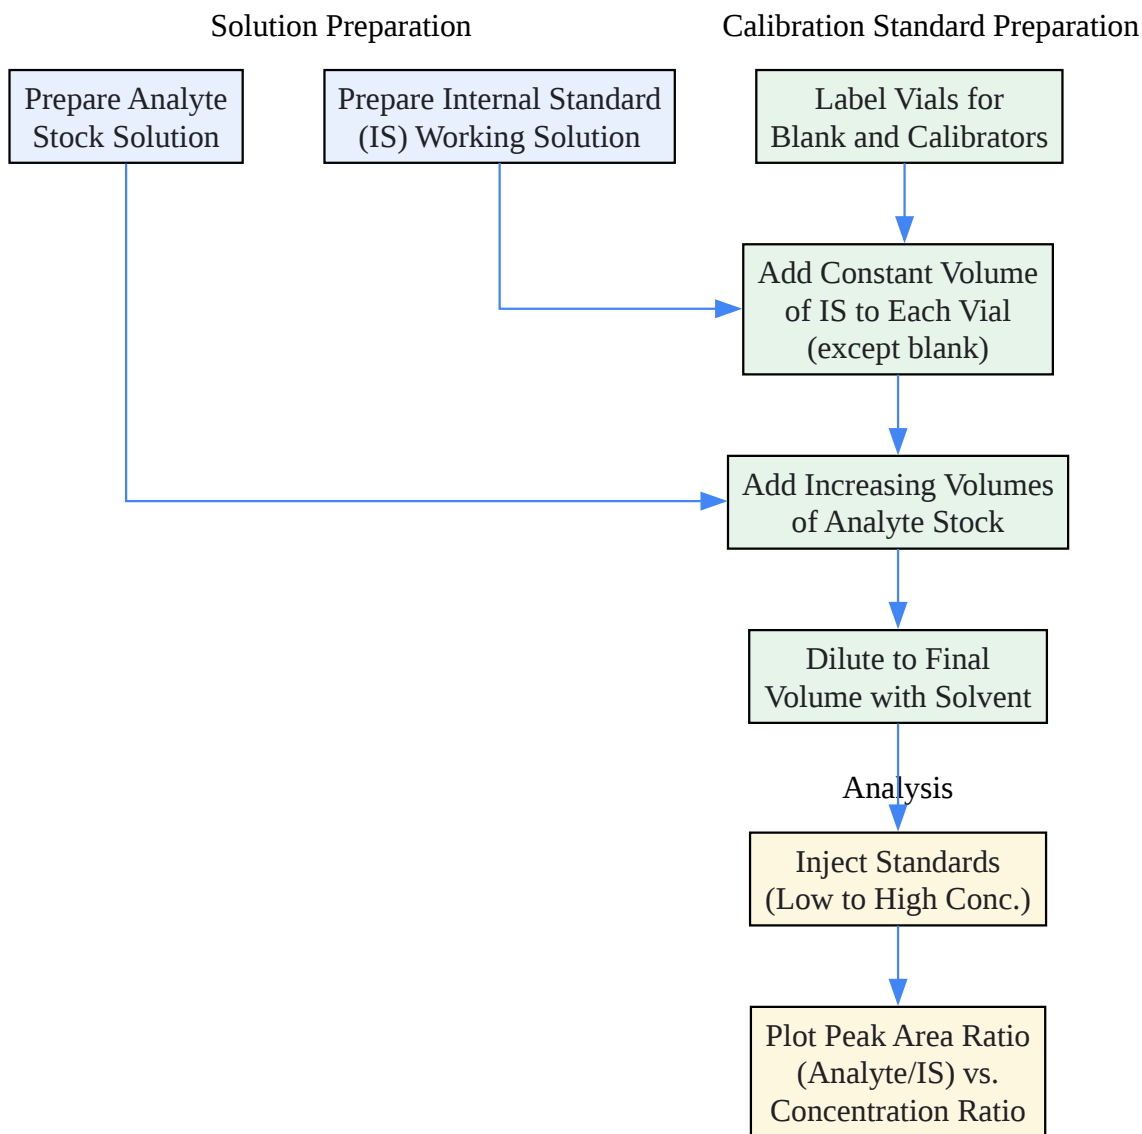 Solution Preparation
Calibration Standard Preparation
Prepare Analyte
Stock Solution
Prepare Internal Standard
(IS) Working Solution
Label Vials for
Blank and Calibrators
Add Constant Volume
of IS to Each Vial
(except blank)
Add Increasing Volumes
of Analyte Stock
Dilute to Final
Volume with Solvent
Analysis
Inject Standards
(Low to High Conc.)
Plot Peak Area Ratio
(Analyte/IS) vs.
Concentration Ratio